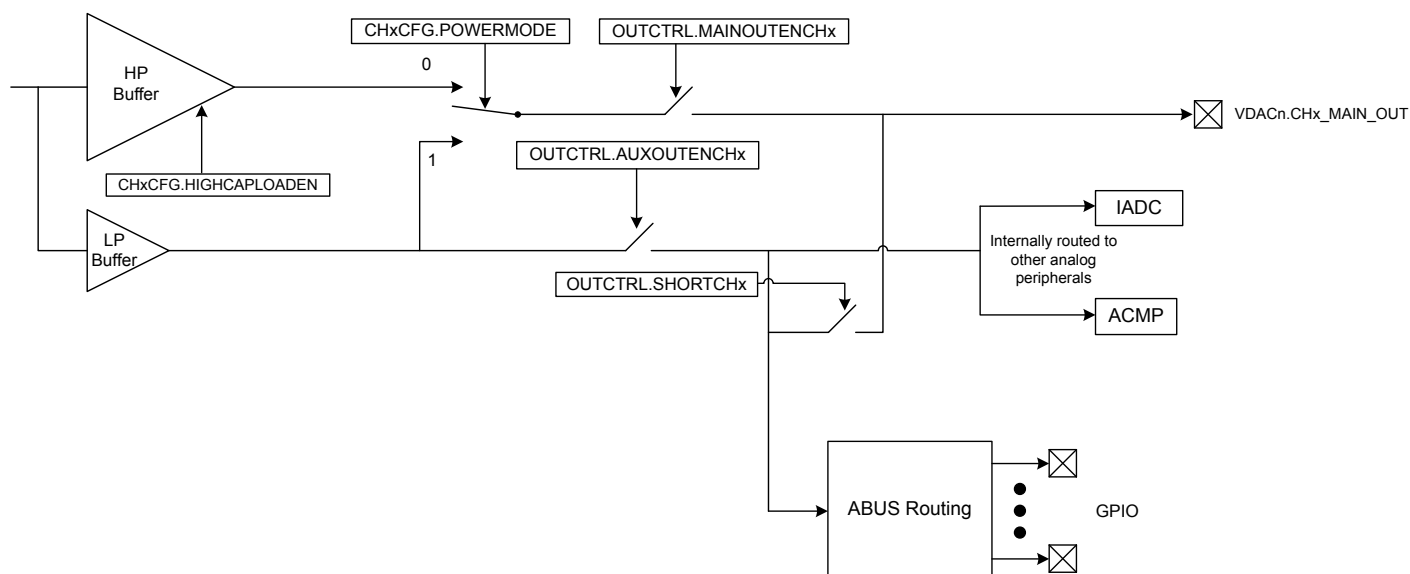 CHxCFG.POWERMODE
OUTCTRL.MAINOUTENCHx
0
HP
Buffer
VDACn.CHx_MAIN_OUT
1
OUTCTRL.AUXOUTENCHx
CHxCFG.HIGHCAPLOADEN
IADC
LP
Buffer
Internally routed to
other analog
peripherals
OUTCTRL.SHORTCHx
ACMP
ABUS Routing
GPIO